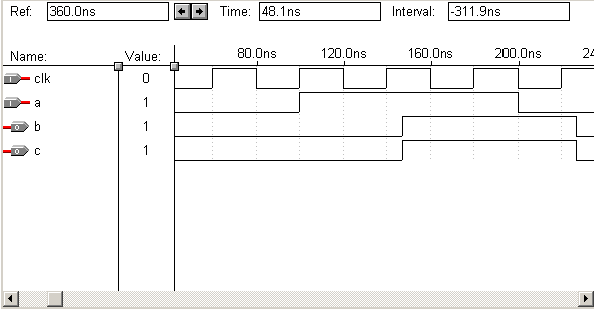 Ref: 360.0ns Time: 48.1ns Interval: -311.9ns
80.0ns 120.0ns 160.0ns 200.0ns 24
Name: Value:
clk 0
a 1
b 1
c 1